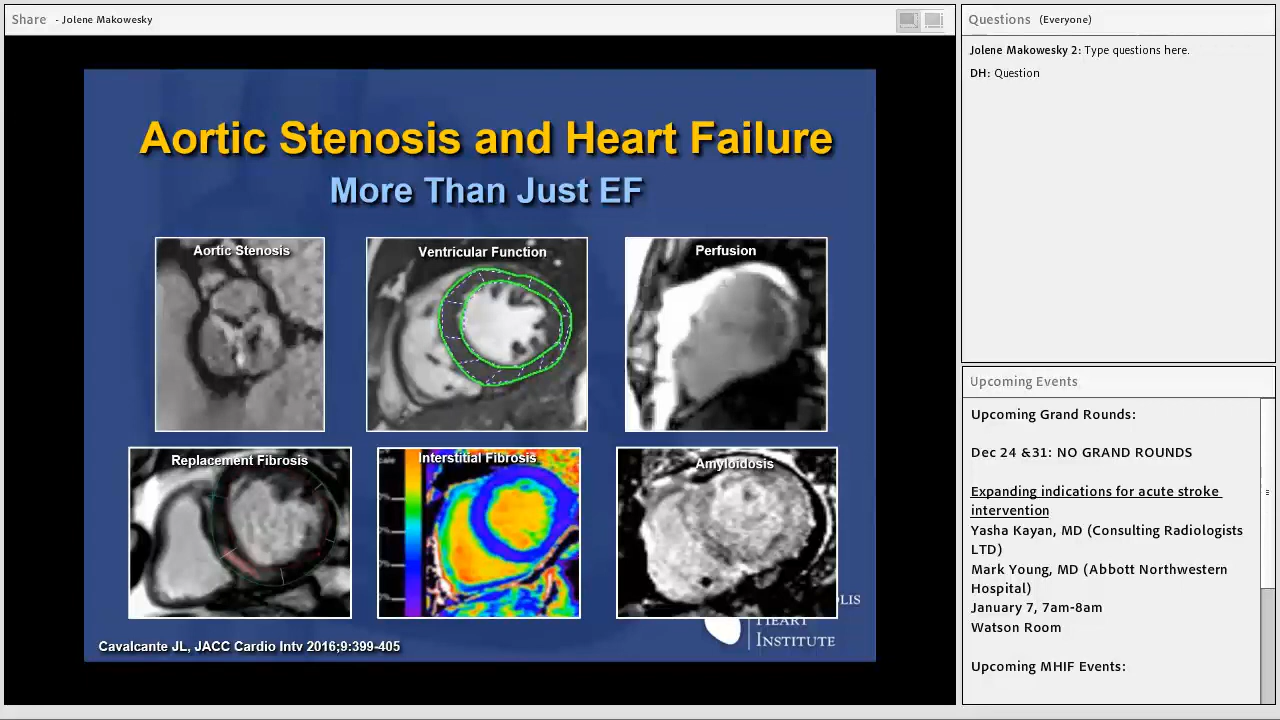 Share - Jolene Makowesky
Aortic Stenosis and Heart Failure
More Than Just EF
Aortic Stenosis
Ventricular Function
Perfusion
Replacement Fibrosis
Interstitial Fibrosis
Amyloidosis
LIS
HEART
INSTITUTE
Cavalcante JL, JACC Cardio Intv 2016;9:399-405
Questions (Everyone)
Jolene Makowesky 2: Type questions here.
DH: Question
Upcoming Events
Upcoming Grand Rounds:
Dec 24 &31: NO GRAND ROUNDS
Expanding indications for acute stroke
intervention
Yasha Kayan, MD (Consulting Radiologists
LTD)
Mark Young, MD (Abbott Northwestern
Hospital)
January 7, 7am-8am
Watson Room
Upcoming MHIF Events: